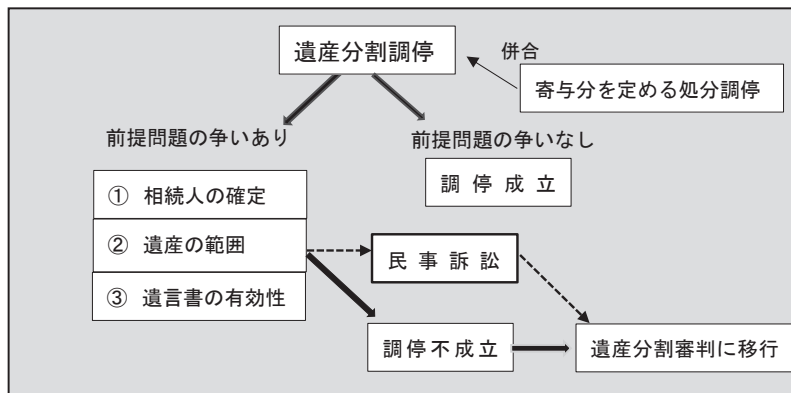 遺産分割調停
併合
寄与分を定める処分調停
前提問題の争いあり
前提問題の争いなし
① 相続人の確定
② 遺産の範囲
③ 遺言書の有効性
調停成立
民事訴訟
調停不成立
遺産分割審判に移行